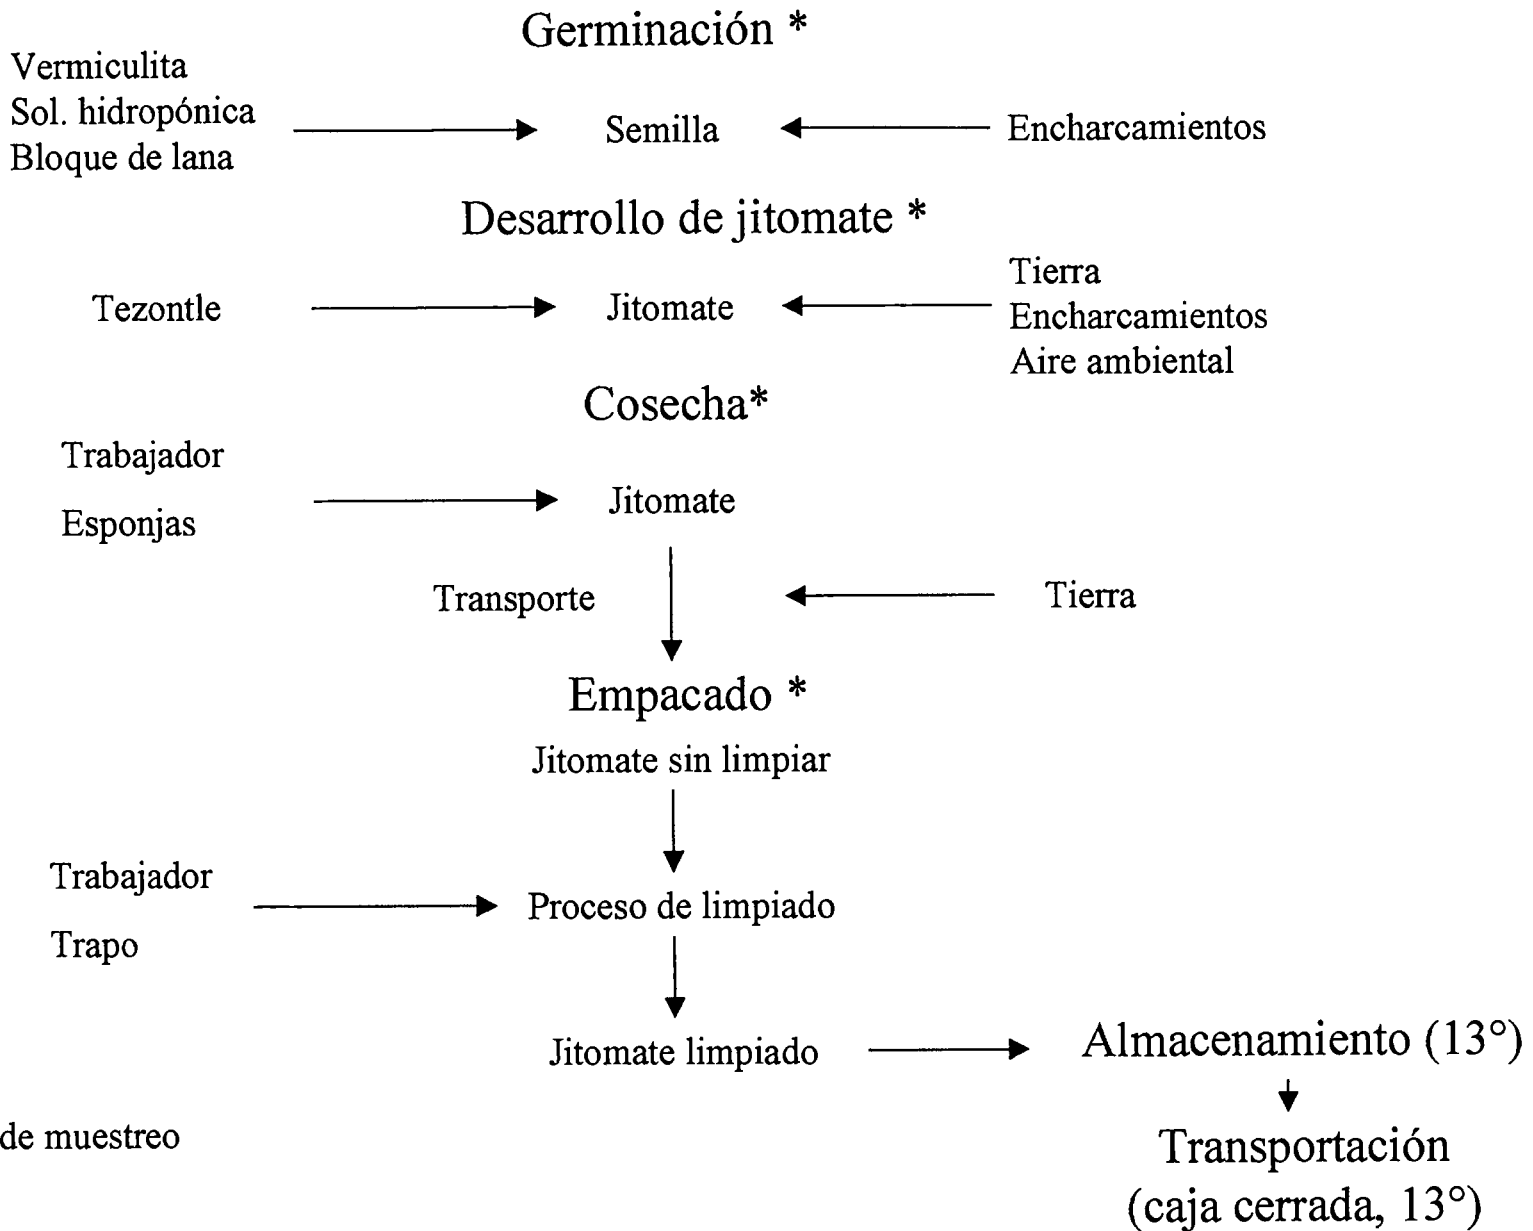 Germinación *
Vermiculita
Sol. hidropónica
Bloque de lana
Semilla
Encharcamientos
Desarrollo de jitomate *
Tezontle
Jitomate
Tierra
Encharcamientos
Aire ambiental
Cosecha*
Trabajador
Esponjas
Jitomate
Transporte
Tierra
Empacado *
Jitomate sin limpiar
Trabajador
Trapo
Proceso de limpiado
Jitomate limpiado
Almacenamiento (13°)
de muestreo
Transportación
(caja cerrada, 13°)